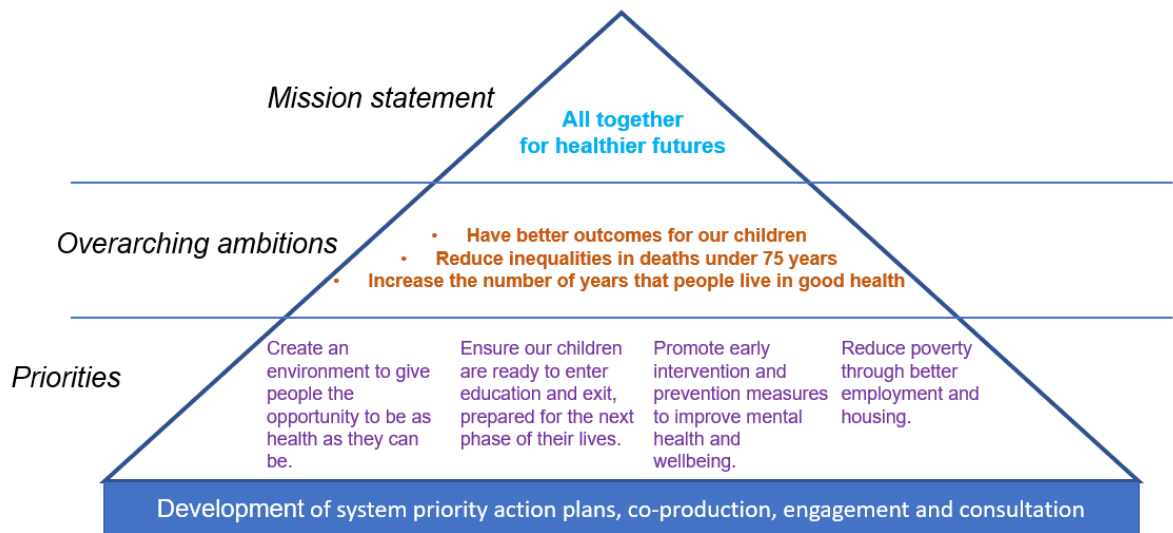 Mission statement
All together
for healthier futures
Overarching ambitions
• Have better outcomes for our children
• Reduce inequalities in deaths under 75 years
• Increase the number of years that people live in good health
Priorities
Create an
environment to give
people the
opportunity to be as
health as they can
be.
Ensure our children
are ready to enter
education and exit,
prepared for the next
phase of their lives.
Promote early
intervention and
prevention measures
to improve mental
health and
wellbeing.
Reduce poverty
through better
employment and
housing.
Development of system priority action plans, co-production, engagement and consultation